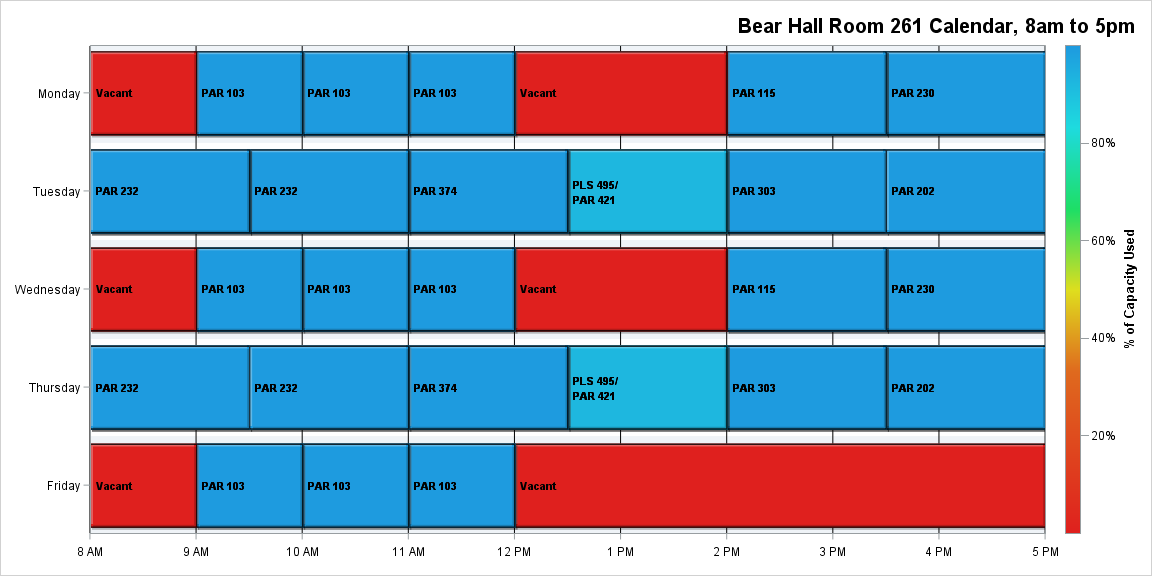 Bear Hall Room 261 Calendar, 8am to 5pm
Monday
Vacant
PAR 103
PAR 103
PAR 103
Vacant
PAR 115
PAR 230
Tuesday
PAR 232
PAR 232
PAR 374
PLS 495/
PAR 421
PAR 303
PAR 202
Wednesday
Vacant
PAR 103
PAR 103
PAR 103
Vacant
PAR 115
PAR 230
Thursday
PAR 232
PAR 232
PAR 374
PLS 495/
PAR 421
PAR 303
PAR 202
Friday
Vacant
PAR 103
PAR 103
PAR 103
Vacant
8 AM
9 AM
10 AM
11 AM
12 PM
1 PM
2 PM
3 PM
4 PM
5 PM
80%
60%
40%
20%
% of Capacity Used